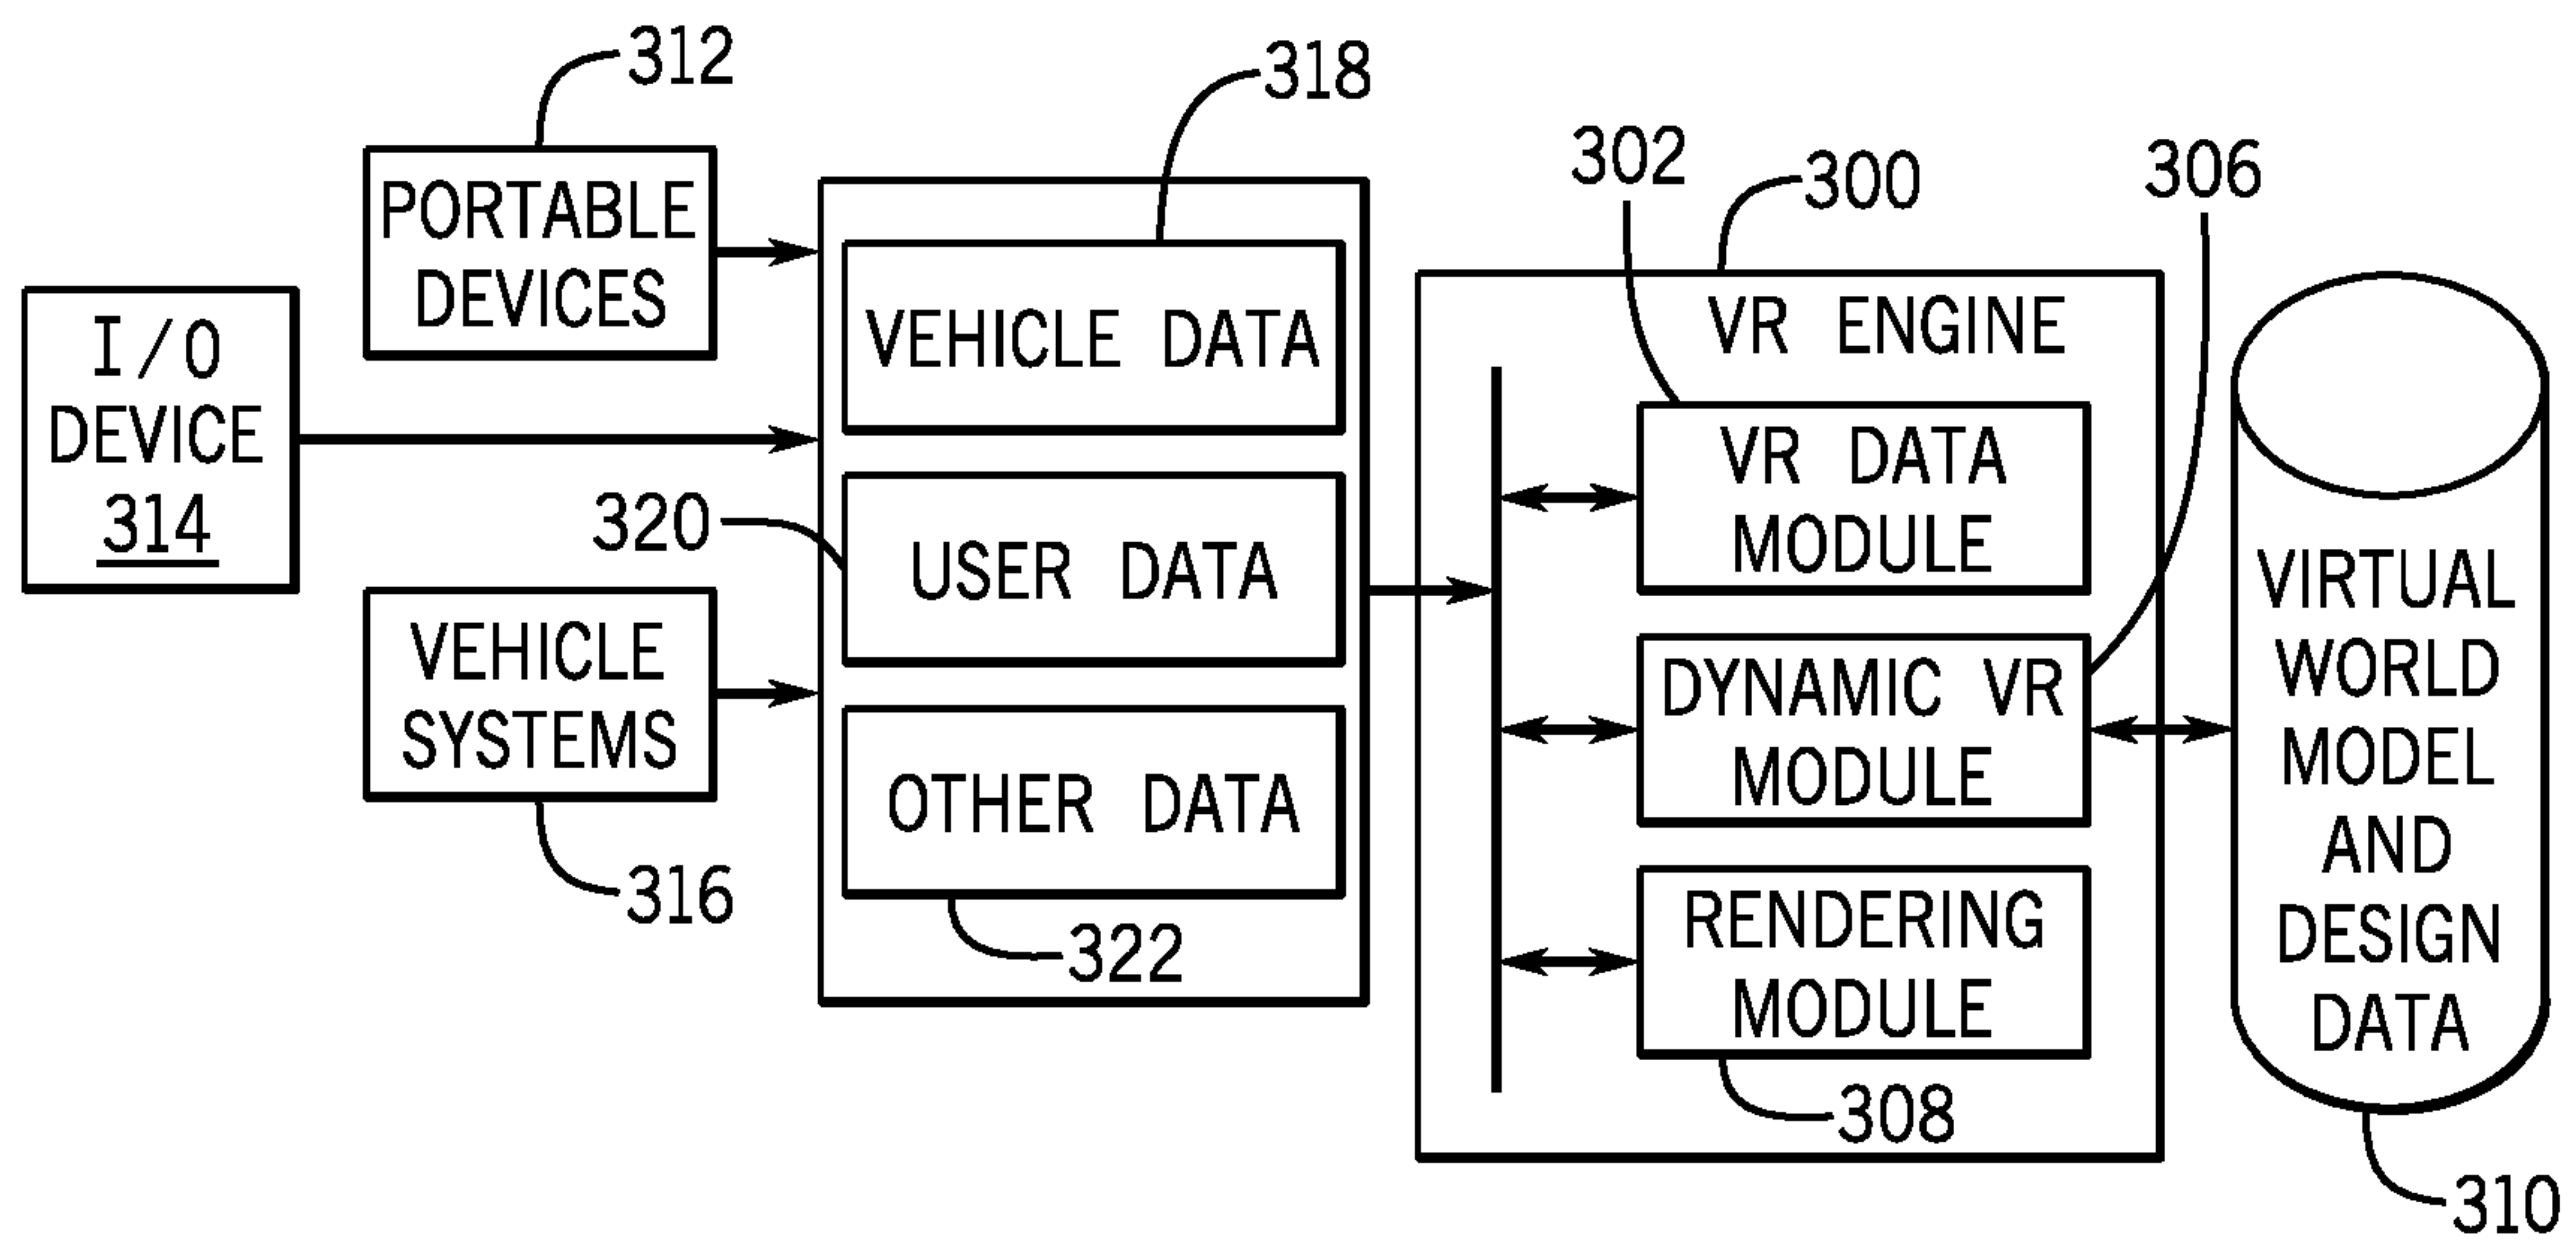 312
PORTABLE
DEVICES
I/O
DEVICE
314
VEHICLE
SYSTEMS
316
318
VEHICLE DATA
320
USER DATA
OTHER DATA
322
300
VR ENGINE
302
VR DATA
MODULE
306
DYNAMIC VR
MODULE
RENDERING
MODULE
308
VIRTUAL
WORLD
MODEL
AND
DESIGN
DATA
310